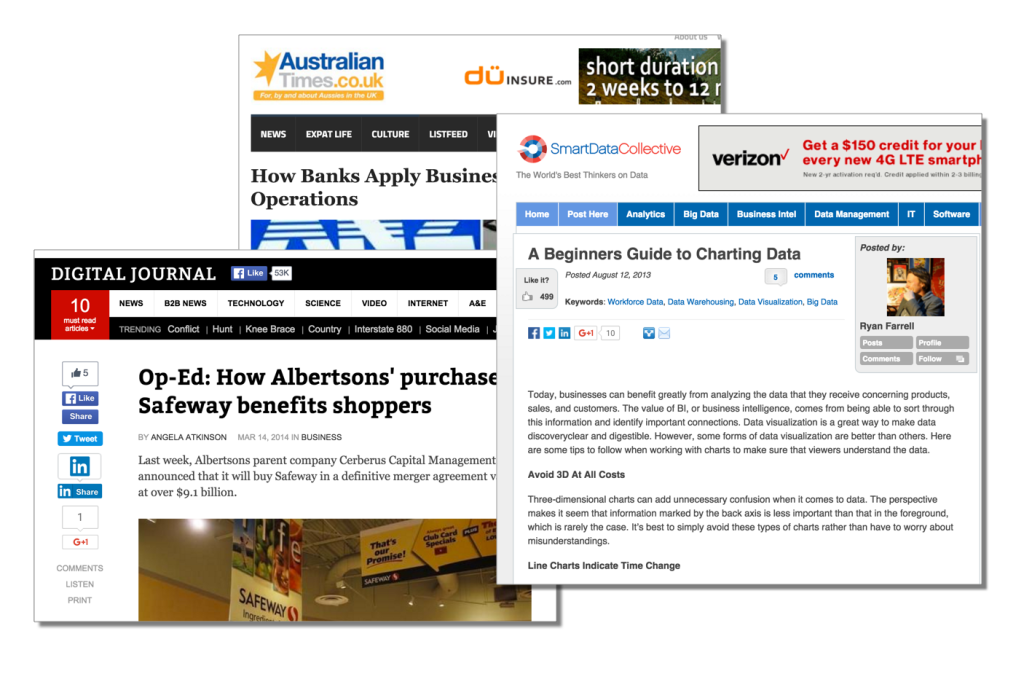 About us
Australian
Times.co.uk
For, by and about Aussies in the UK
düinsure.com
short duration
2 weeks to 12
NEWS EXPAT LIFE CULTURE LISTFEED VI
How Banks Apply Busines
Operations
SmartDataCollective
The World's Best Thinkers on Data
verizon
Get a $150 credit for your
every new 4G LTE smartph
New 2-yr activation req'd. Credit applied within 2-3 billing
Home Post Here Analytics Big Data Business Intel Data Management IT Software
A Beginners Guide to Charting Data
Like it?
499
Posted August 12, 2013
5 comments
Keywords: Workforce Data, Data Warehousing, Data Visualization, Big Data
G+1 10
Posted by:
Ryan Farrell
Posts Profile
Comments Follow
Today, businesses can benefit greatly from analyzing the data that they receive concerning products,
sales, and customers. The value of BI, or business intelligence, comes from being able to sort through
this information and identify important connections. Data visualization is a great way to make data
discoveryclear and digestible. However, some forms of data visualization are better than others. Here
are some tips to follow when working with charts to make sure that viewers understand the data.
Avoid 3D At All Costs
Three-dimensional charts can add unnecessary confusion when it comes to data. The perspective
makes it seem that information marked by the back axis is less important than that in the foreground,
which is rarely the case. It's best to simply avoid these types of charts rather than have to worry about
misunderstandings.
Line Charts Indicate Time Change
DIGITAL JOURNAL
Like 53K
10
must read
articles
NEWS B2B NEWS TECHNOLOGY SCIENCE VIDEO INTERNET A&E
TRENDING Conflict | Hunt | Knee Brace | Country | Interstate 880 | Social Media | J
5
Like
Share
Tweet
in
in Share
1
G+1
COMMENTS
LISTEN
PRINT
Op-Ed: How Albertsons' purchase
Safeway benefits shoppers
BY ANGELA ATKINSON MAR 14, 2014 IN BUSINESS
Last week, Albertsons parent company Cerberus Capital Management
announced that it will buy Safeway in a definitive merger agreement v
at over $9.1 billion.
That's
our
Promise!
Club Card
Specials
PLUS
The
SAFEWAY
SAFEWAY